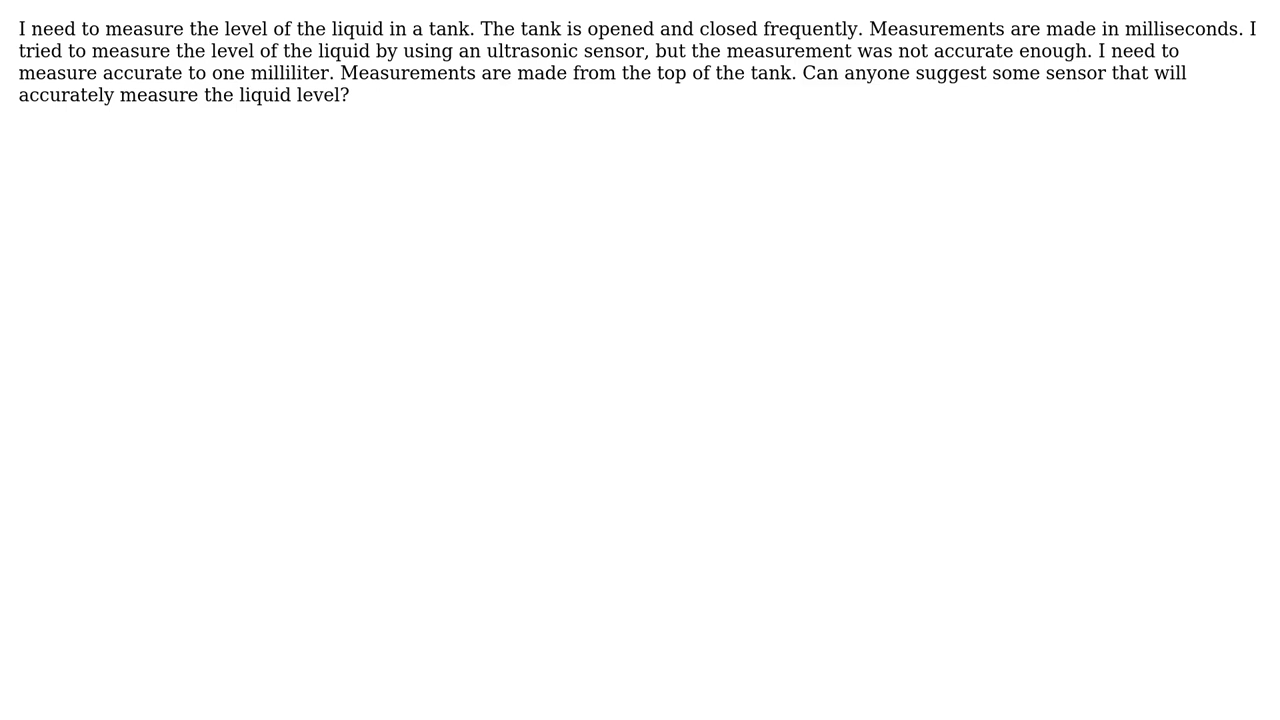 I need to measure the level of the liquid in a tank. The tank is opened and closed frequently. Measurements are made in milliseconds. I
tried to measure the level of the liquid by using an ultrasonic sensor, but the measurement was not accurate enough. I need to
measure accurate to one milliliter. Measurements are made from the top of the tank. Can anyone suggest some sensor that will
accurately measure the liquid level?